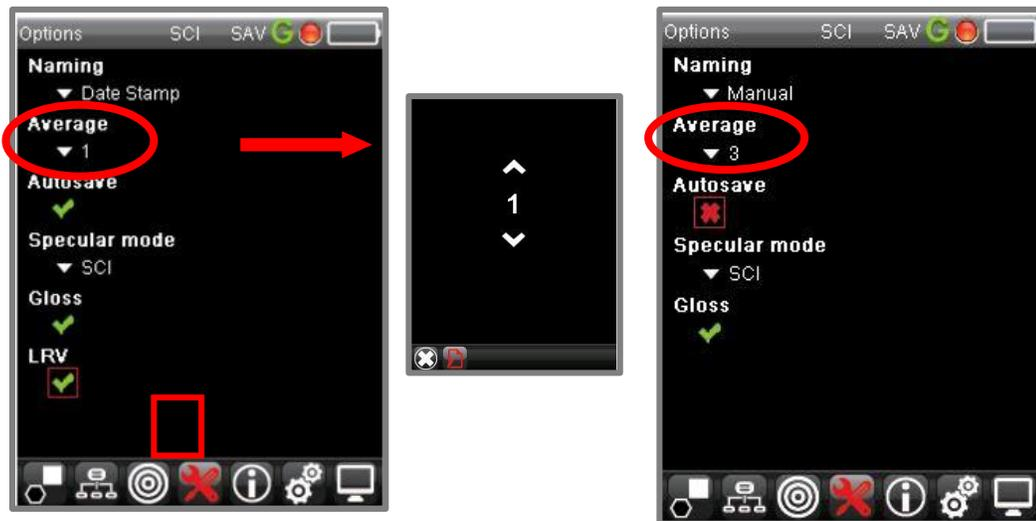 Options SCI SAV G
Naming
Date Stamp
Average
1
Autosave
Specular mode
SCI
Gloss
LRV
1
Options SCI SAV G
Naming
Manual
Average
3
Autosave
Specular mode
SCI
Gloss